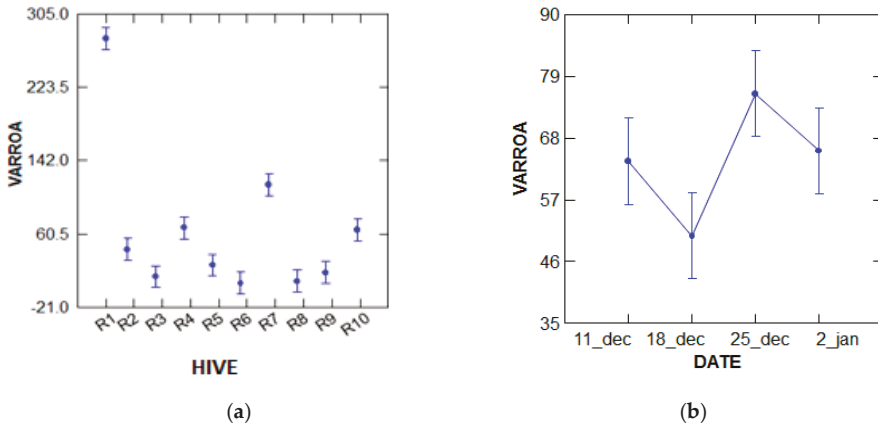 305.0
223.5
142.0
60.5
-21.0
VARROA
R1 R2 R3 R4 R5 R6 R7 R8 R9 R10
HIVE
(a)
90
79
68
57
46
35
VARROA
11_dec 18_dec 25_dec 2_jan
DATE
(b)